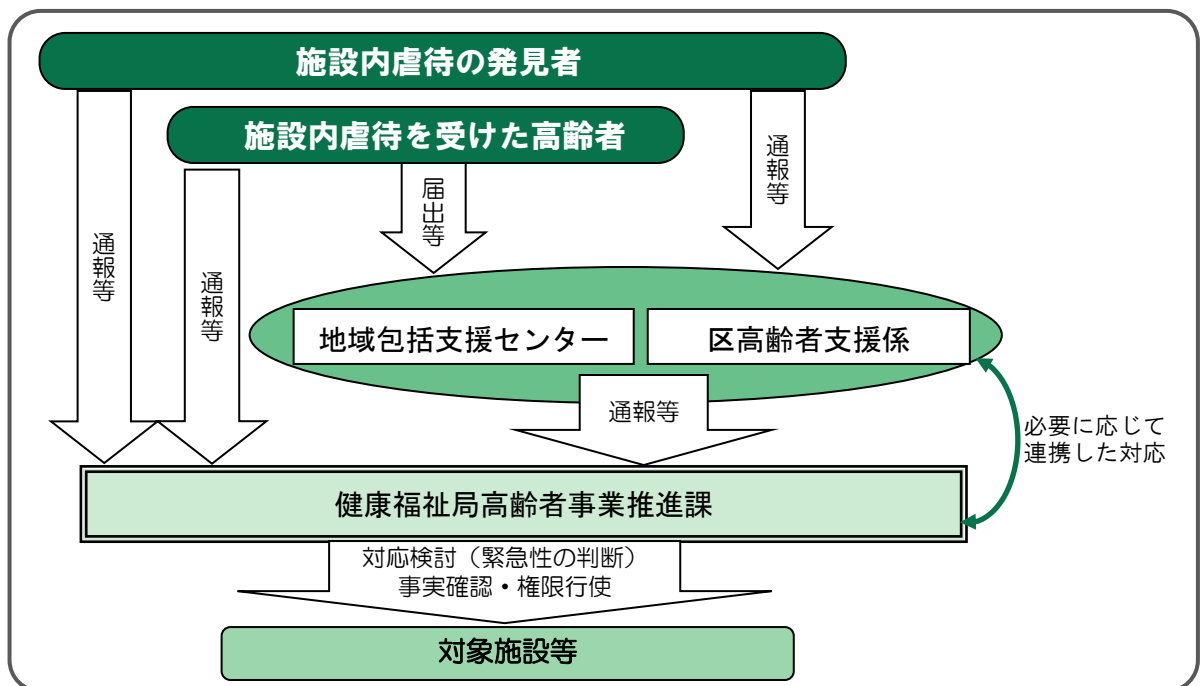 施設内虐待の発見者
施設内虐待を受けた高齢者
通報等
届出等
通報等
通報等
地域包括支援センター
区高齢者支援係
通報等
必要に応じて
連携した対応
健康福祉局高齢者事業推進課
対応検討（緊急性の判断）
事実確認・権限行使
対象施設等